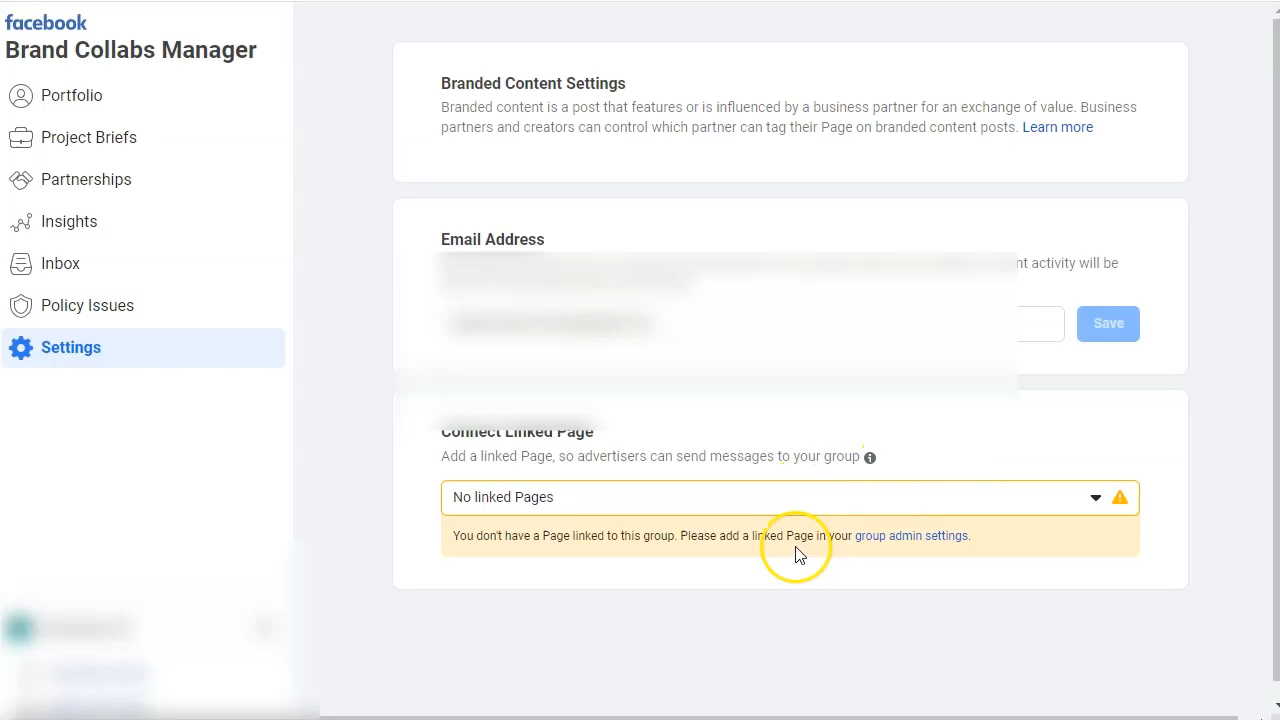 facebook
Brand Collabs Manager
Portfolio
Project Briefs
Partnerships
Insights
Inbox
Policy Issues
Settings
Branded Content Settings
Branded content is a post that features or is influenced by a business partner for an exchange of value. Business
partners and creators can control which partner can tag their Page on branded content posts. Learn more
Email Address
activity will be
Save
Connect Linked Page
Add a linked Page, so advertisers can send messages to your group
No linked Pages
You don't have a Page linked to this group. Please add a linked Page in your group admin settings.